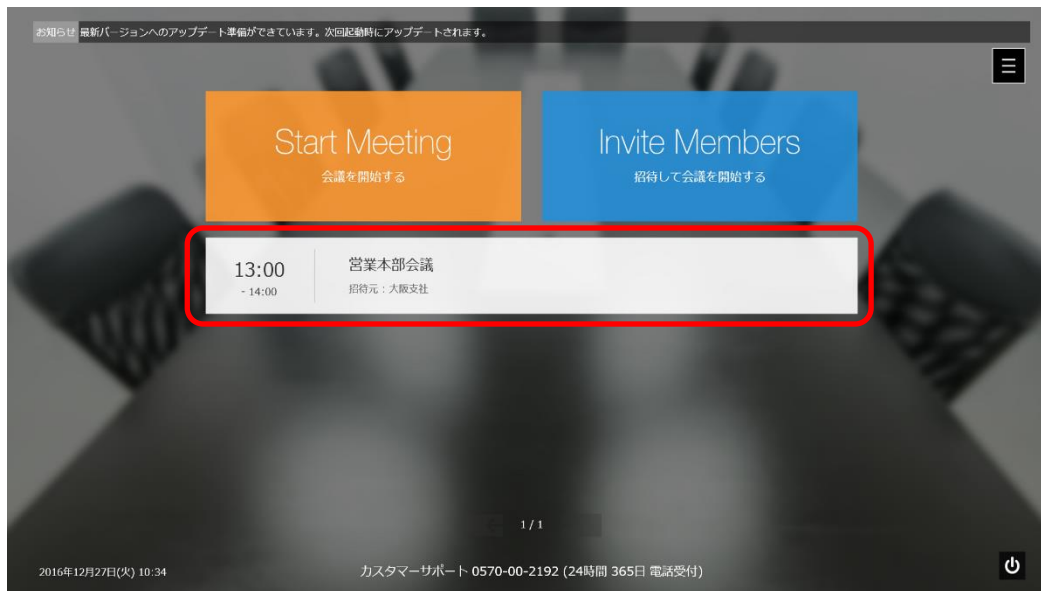 お知らせ 最新バージョンへのアップデート準備ができています。次回起動時にアップデートされます。
Start Meeting
会議を開始する
Invite Members
招待して会議を開始する
13:00
- 14:00
営業本部会議
招待元：大阪支社
1 / 1
2016年12月27日(火) 10:34
カスタマーサポート 0570-00-2192 (24時間 365日 電話受付)